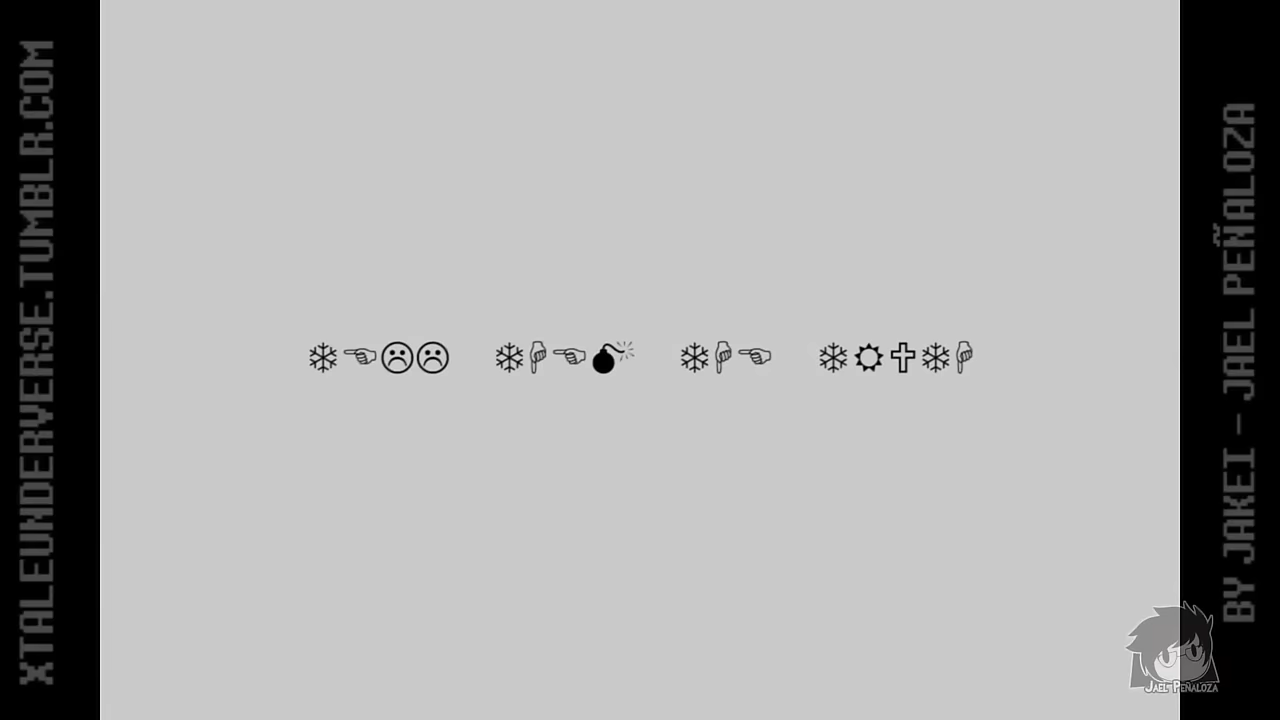 XTALEUNDERVERSE.TUMBLR.COM
❄☜☹☹ ❄☟☜💣 ❄☟☜ ❄☼🕆❄☟
BY JAKEI - JAEL PEÑALOZA
JAEL PEÑALOZA